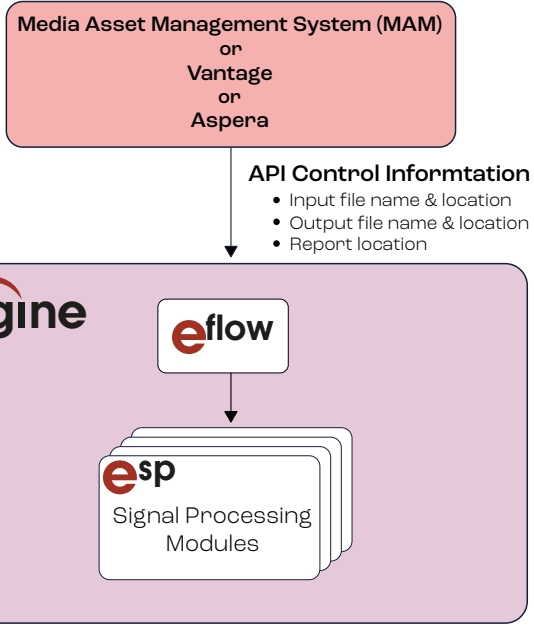 Media Asset Management System (MAM)
or
Vantage
or
Aspera
API Control Informtation
• Input file name & location
• Output file name & location
• Report location
gine
eflow
esp
Signal Processing
Modules